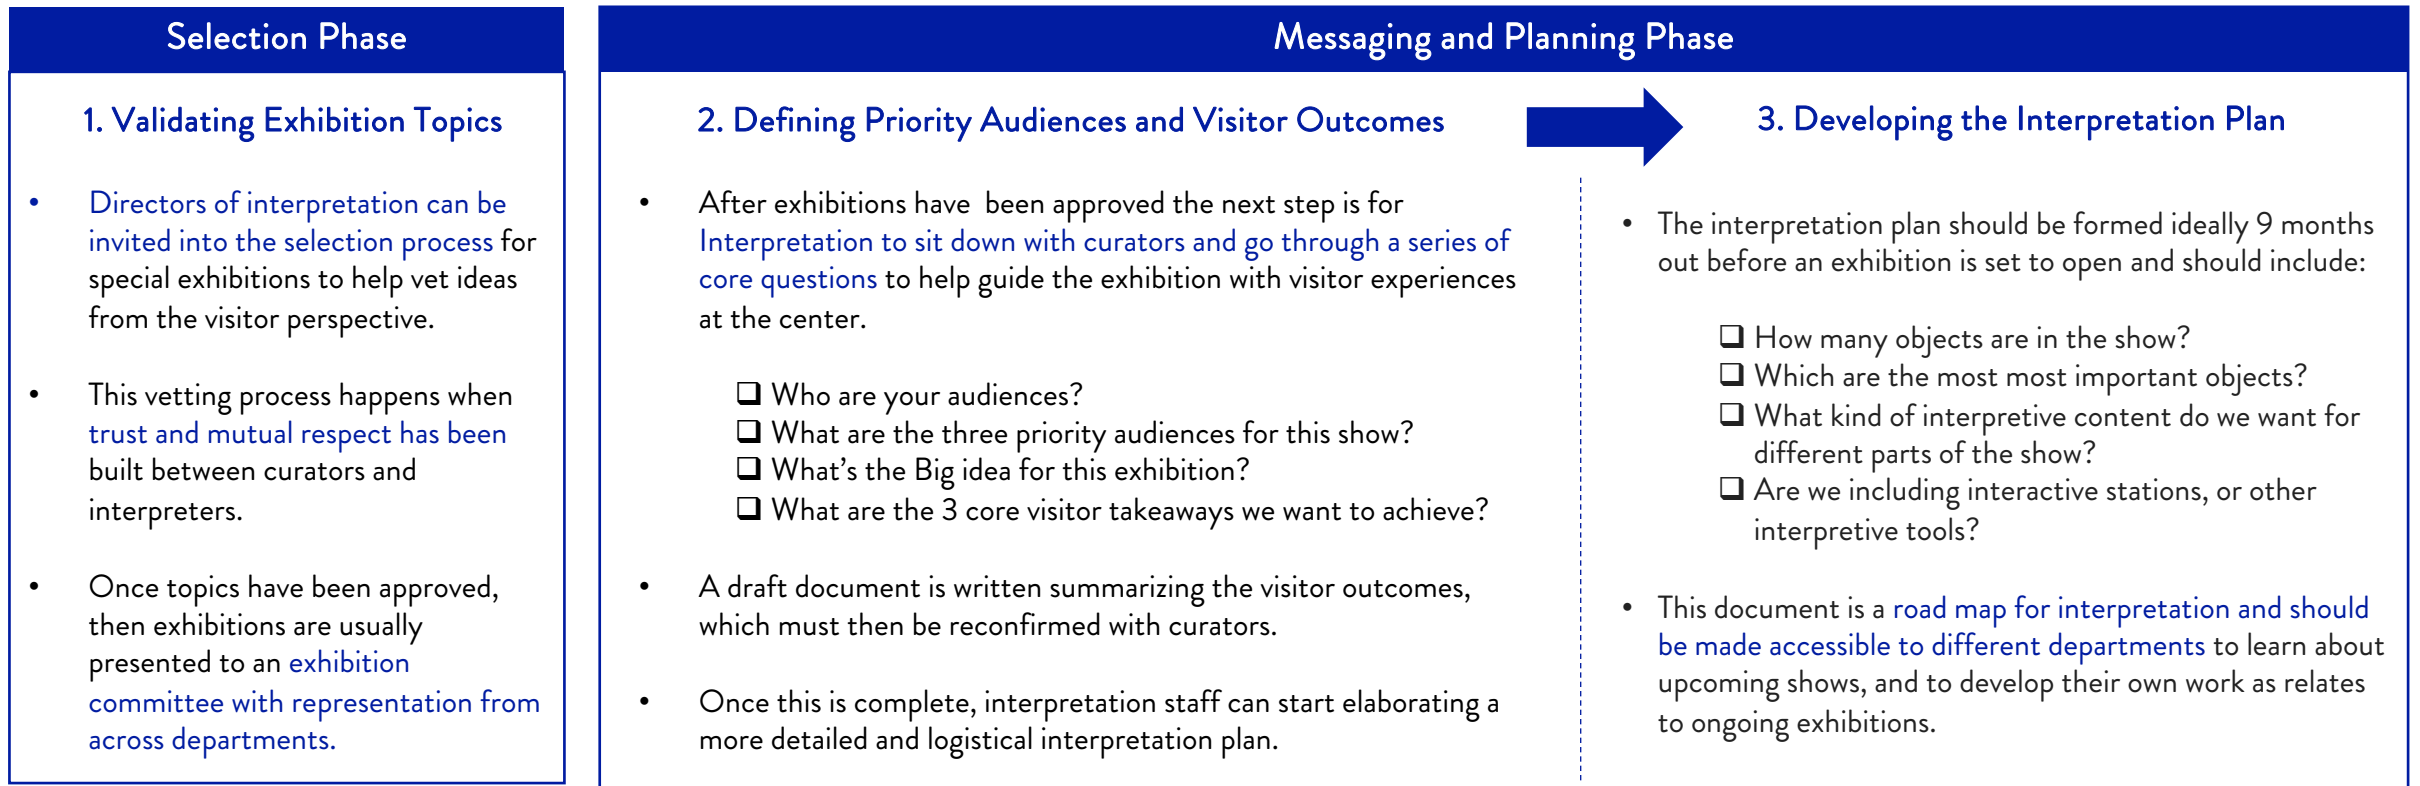 Selection Phase
1. Validating Exhibition Topics
• Directors of interpretation can be
invited into the selection process for
special exhibitions to help vet ideas
from the visitor perspective.
• This vetting process happens when
trust and mutual respect has been
built between curators and
interpreters.
• Once topics have been approved,
then exhibitions are usually
presented to an exhibition
committee with representation from
across departments.
Messaging and Planning Phase
2. Defining Priority Audiences and Visitor Outcomes
• After exhibitions have  been approved the next step is for
Interpretation to sit down with curators and go through a series of
core questions to help guide the exhibition with visitor experiences
at the center.
❑ Who are your audiences?
❑ What are the three priority audiences for this show?
❑ What’s the Big idea for this exhibition?
❑ What are the 3 core visitor takeaways we want to achieve?
• A draft document is written summarizing the visitor outcomes,
which must then be reconfirmed with curators.
• Once this is complete, interpretation staff can start elaborating a
more detailed and logistical interpretation plan.
3. Developing the Interpretation Plan
• The interpretation plan should be formed ideally 9 months
out before an exhibition is set to open and should include:
❑ How many objects are in the show?
❑ Which are the most most important objects?
❑ What kind of interpretive content do we want for
different parts of the show?
❑ Are we including interactive stations, or other
interpretive tools?
• This document is a road map for interpretation and should
be made accessible to different departments to learn about
upcoming shows, and to develop their own work as relates
to ongoing exhibitions.